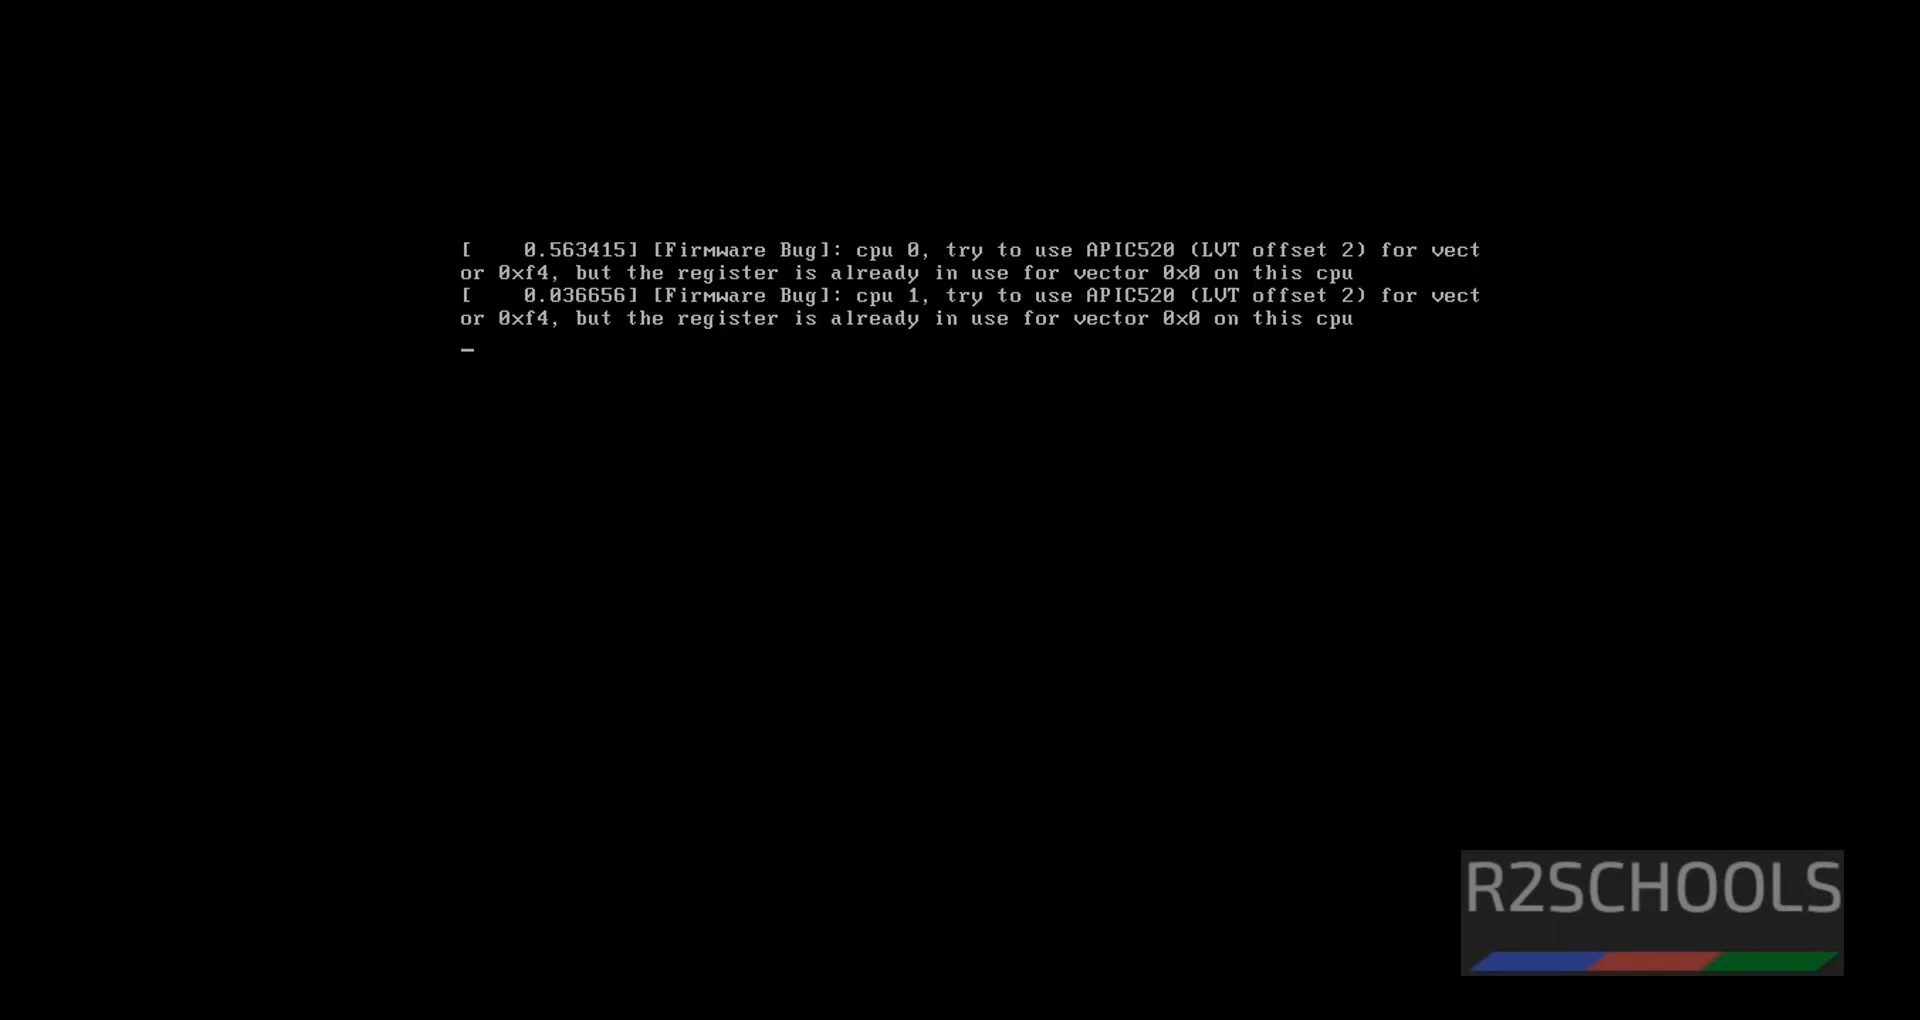 [    0.563415] [Firmware Bug]: cpu 0, try to use APIC520 (LVT offset 2) for vect
or 0xf4, but the register is already in use for vector 0x0 on this cpu
[    0.036656] [Firmware Bug]: cpu 1, try to use APIC520 (LVT offset 2) for vect
or 0xf4, but the register is already in use for vector 0x0 on this cpu
_
R2SCHOOLS